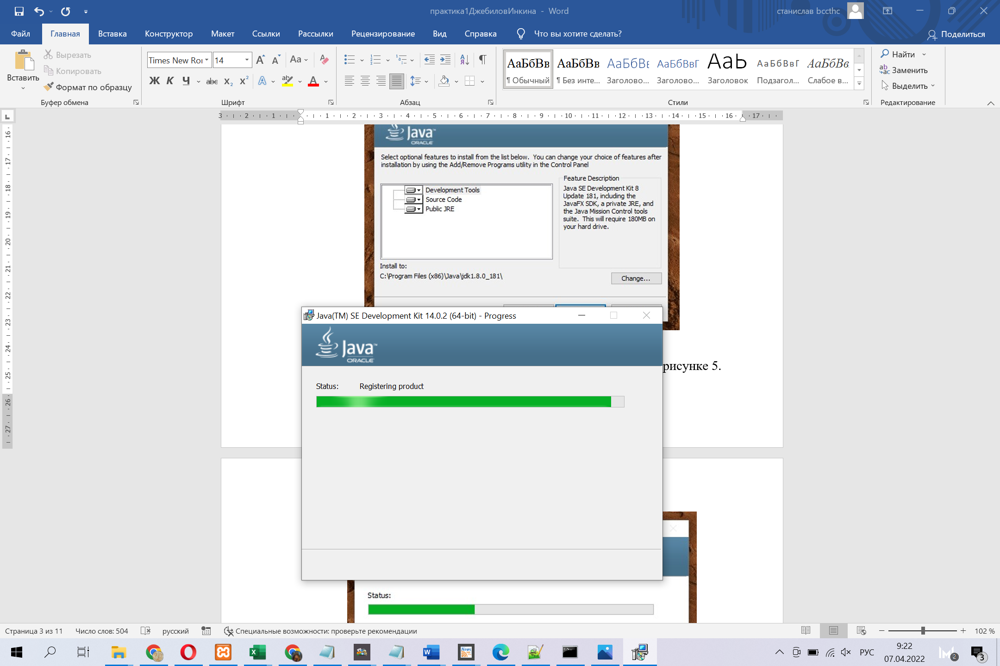 практика1ДжебиловИнкина - Word
станислав bccthc
Файл Главная Вставка Конструктор Макет Ссылки Рассылки Рецензирование Вид Справка Что вы хотите сделать? Поделиться
Вставить
Вырезать
Копировать
Формат по образцу
Буфер обмена
Times New Roı 14
Aa
Ж К Ч abc x₂ x² A ab A
Шрифт
Абзац
АаБбВв АаБбВв АаБбВв АаБбВвГ АаЬ АаБбВвГ АаБбВв.
¶ Обычный ¶ Без инте... Заголово... Заголово... Заголовок Подзагол... Слабое в...
Стили
Найти
Заменить
Выделить
Редактирование
3 2 1 1 2 3 4 5 6 7 8 9 10 11 12 13 14 15 16 17
16 17 18 19 20 21 22 23 24 25 26 27
Java™
ORACLE
Select optional features to install from the list below. You can change your choice of features after
installation by using the Add/Remove Programs utility in the Control Panel
Development Tools
Source Code
Public JRE
Feature Description
Java SE Development Kit 8
Update 181, including the
JavaFX SDK, a private JRE, and
the Java Mission Control tools
suite. This will require 180MB on
your hard drive.
Install to:
C:\Program Files (x86)\Java\jdk1.8.0_181\
Change...
Java(TM) SE Development Kit 14.0.2 (64-bit) - Progress
Java™
ORACLE
рисунке 5.
Status: Registering product
Status:
Страница 3 из 11 Число слов: 504 русский Специальные возможности: проверьте рекомендации 102 %
News
РУС
9:22
07.04.2022
2
3